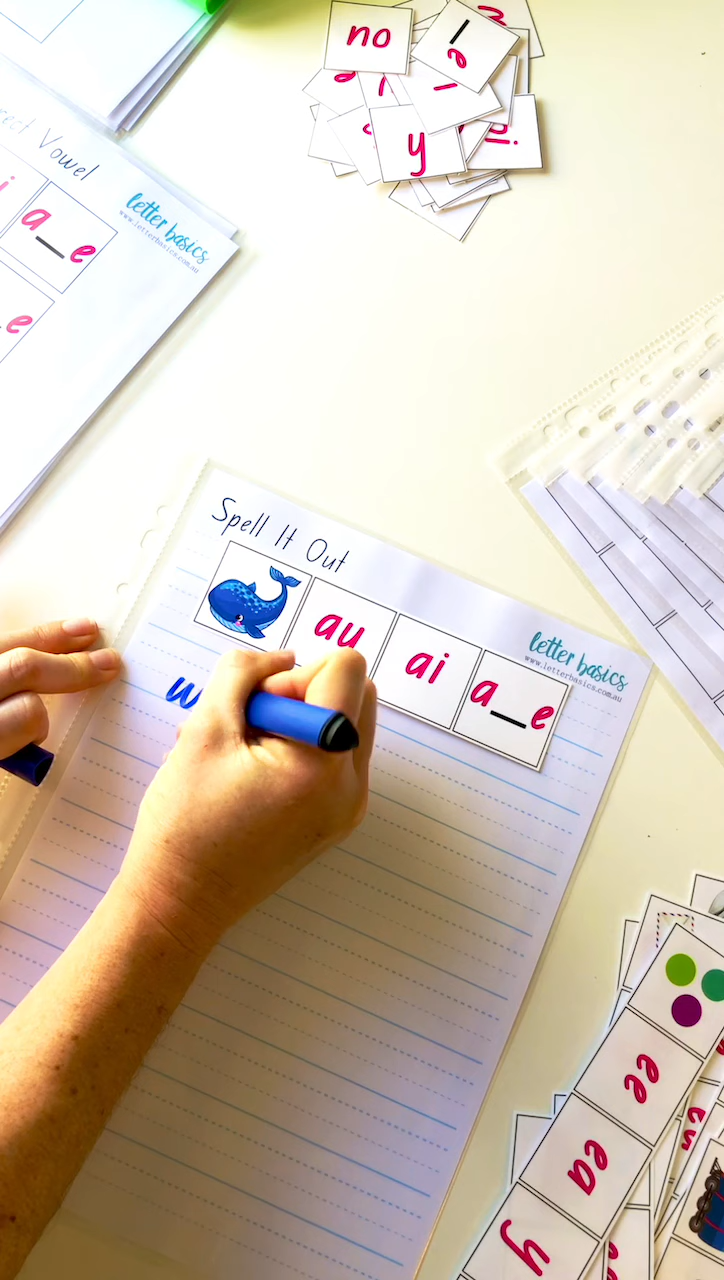 no
e
y
Vowel
a_e
letter basics
www.letterbasics.com.au
e
Spell It Out
au ai a_e
letter basics
www.letterbasics.com.au
w
ee
ea
y